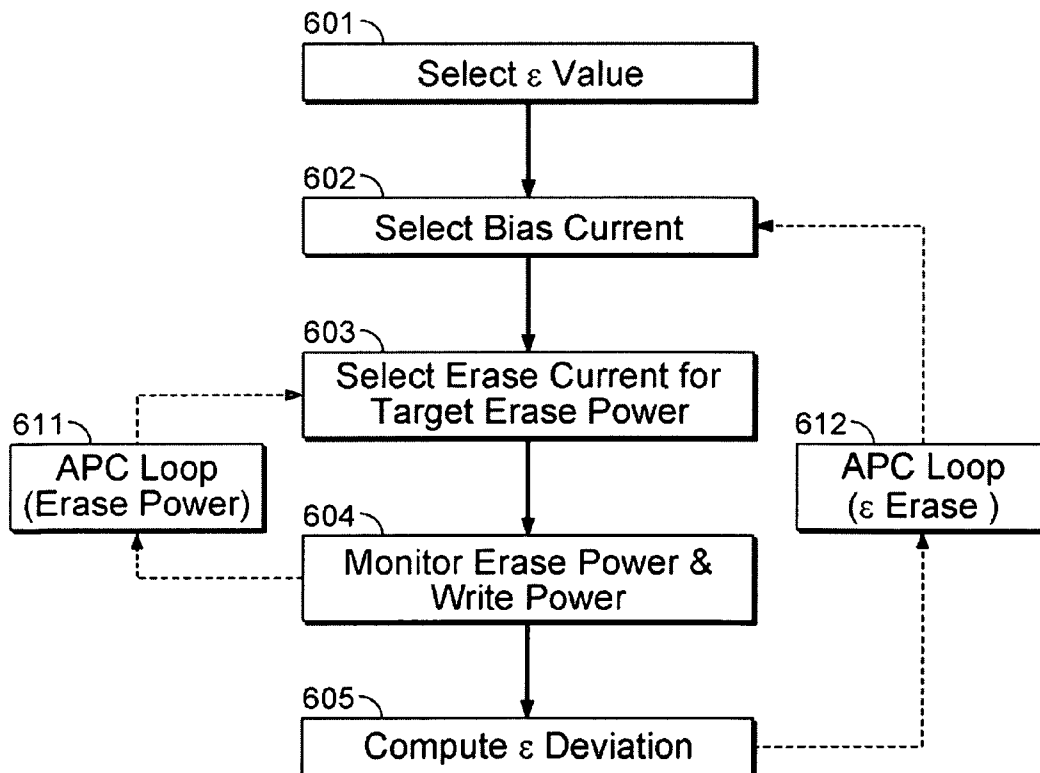 601
Select ε Value
602
Select Bias Current
603
Select Erase Current for
Target Erase Power
611
APC Loop
(Erase Power)
612
APC Loop
(ε Erase )
604
Monitor Erase Power &
Write Power
605
Compute ε Deviation